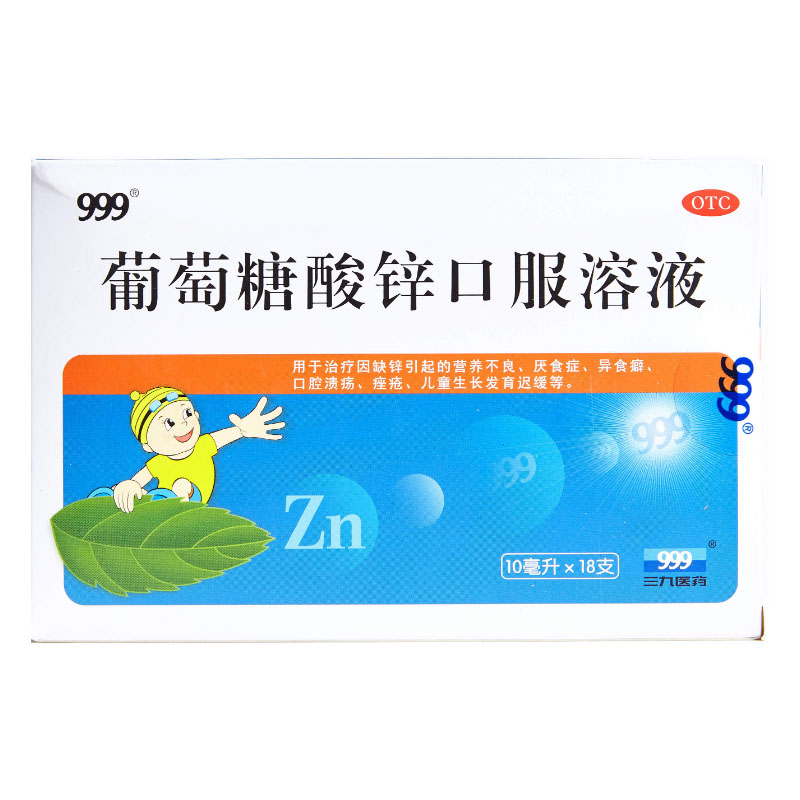 999®
OTC
葡萄糖酸锌口服溶液
用于治疗因缺锌引起的营养不良、厌食症、异食癖、
口腔溃疡、痤疮、儿童生长发育迟缓等。
999®
999
999
Zn
10毫升×18支
999®
三九医药